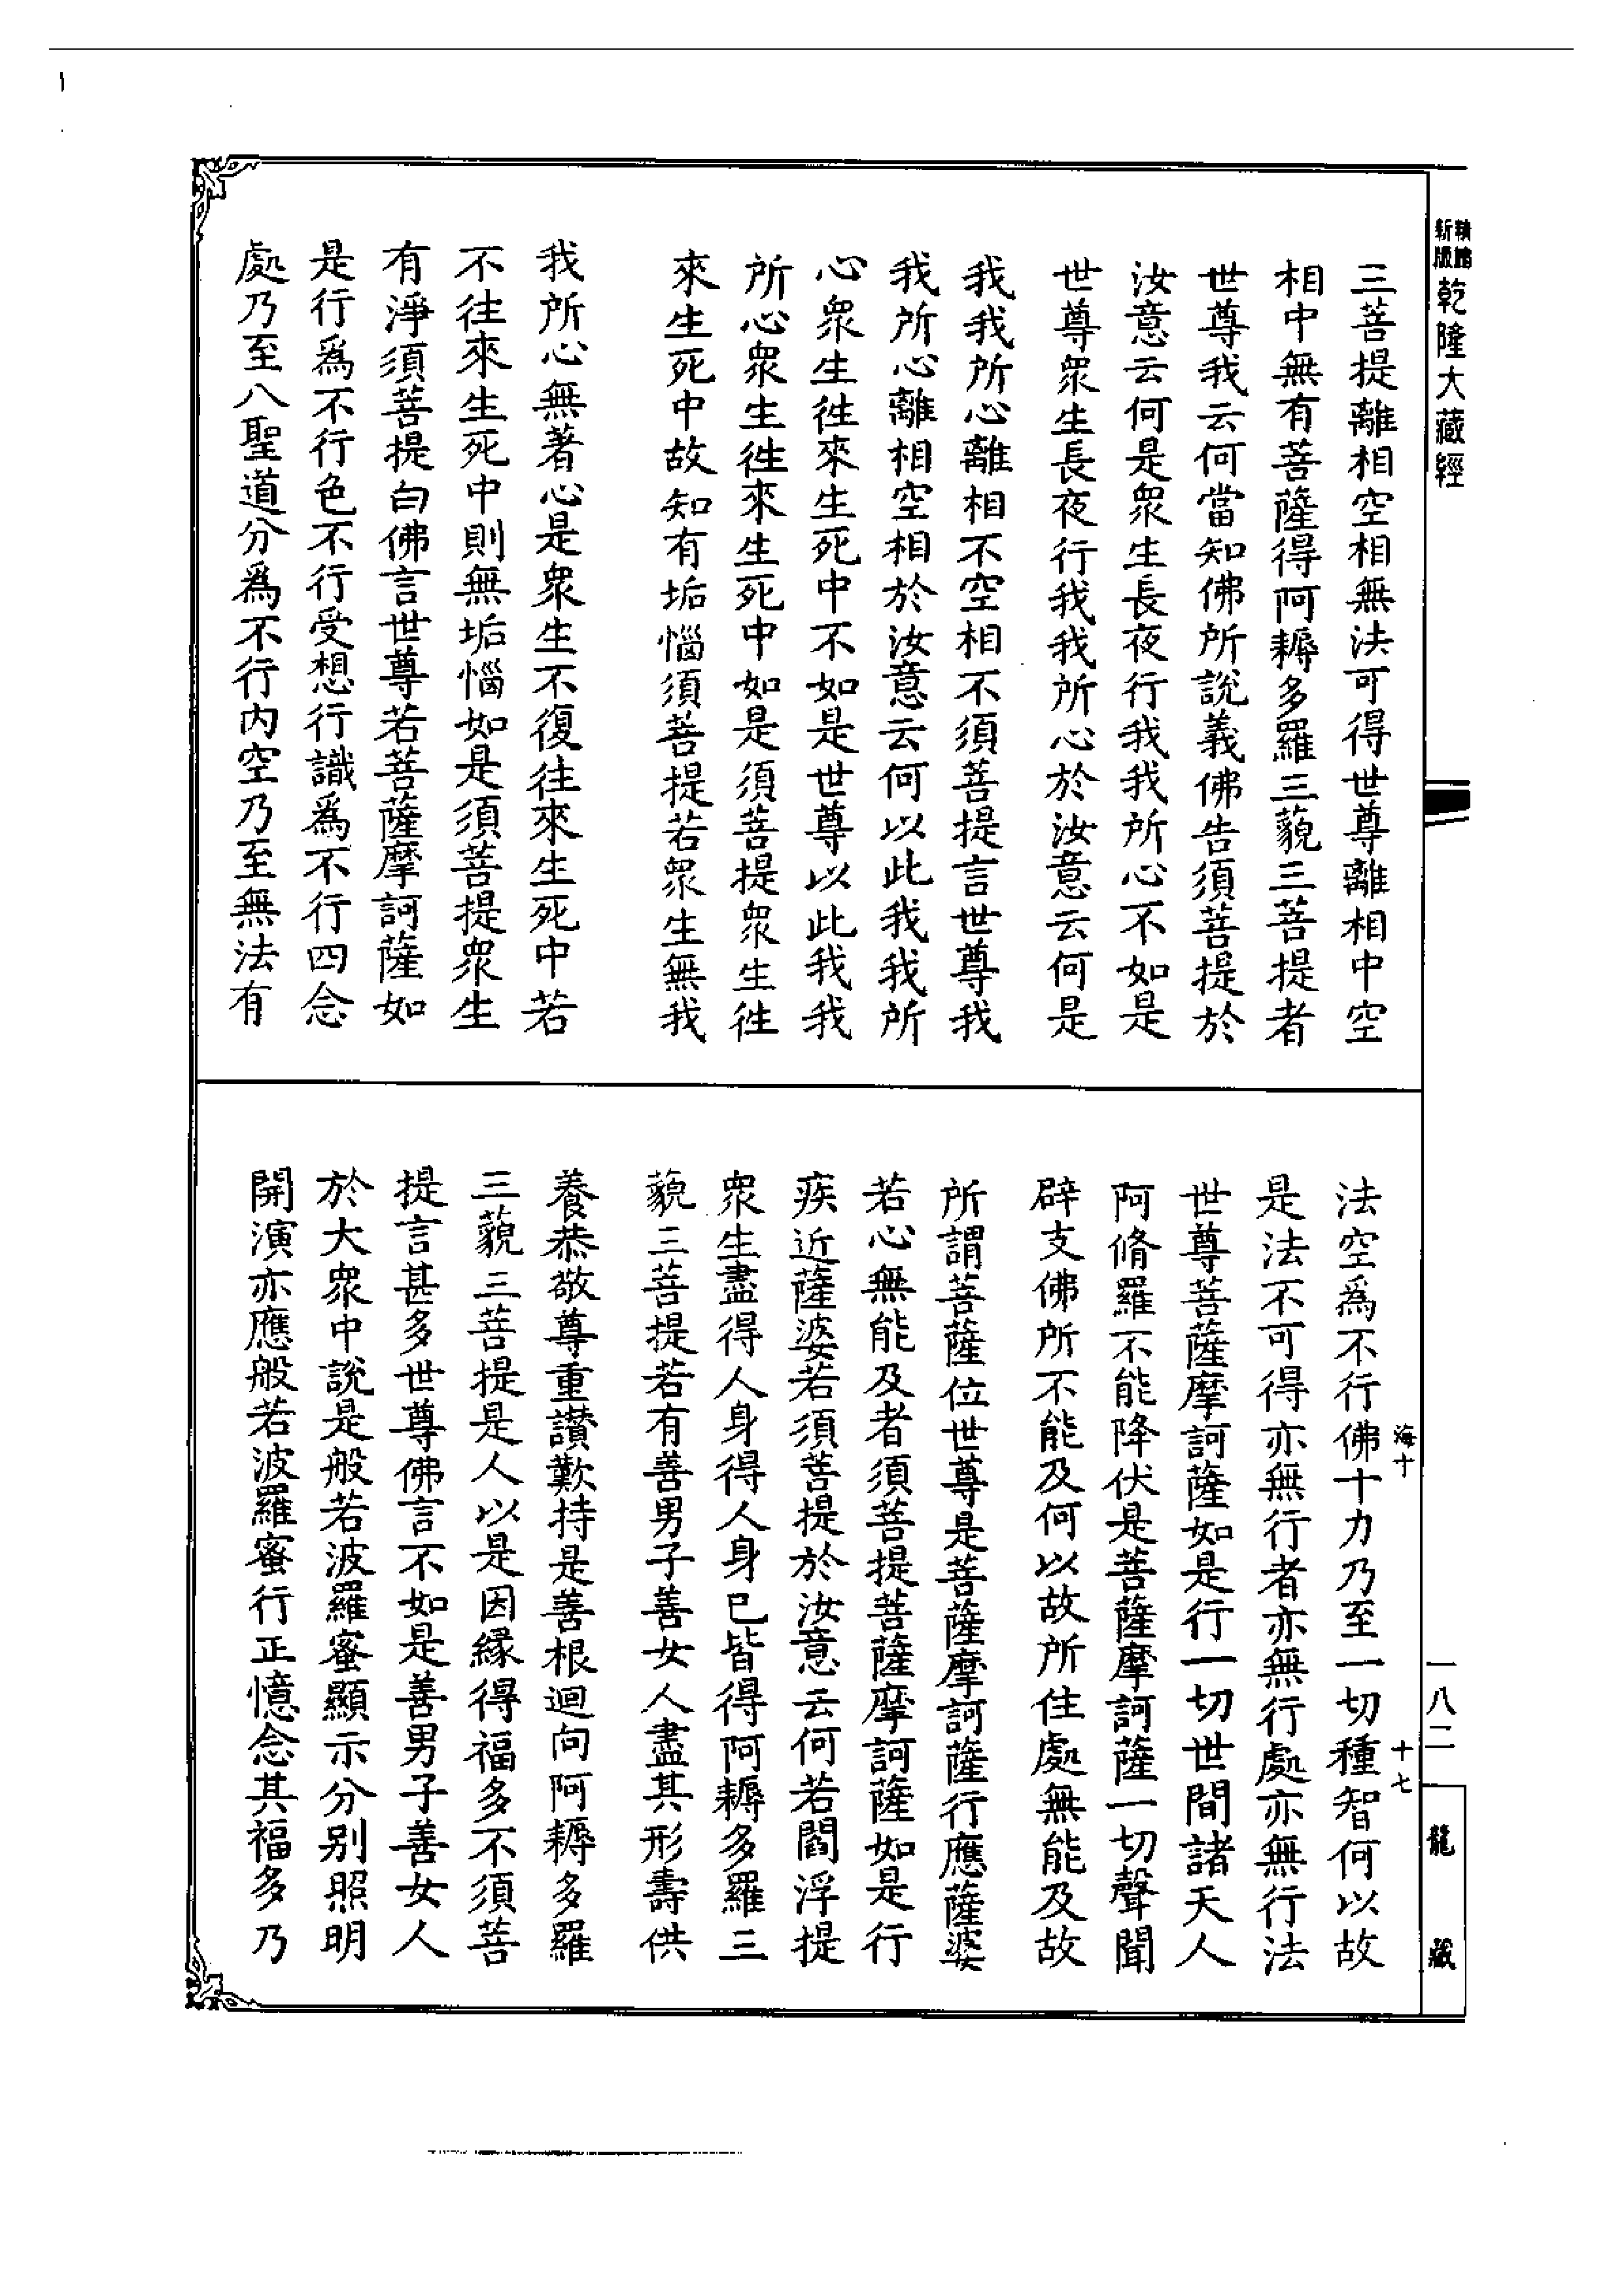 新版
精縮
乾隆大藏經
三菩提離相空相無法可得世尊離相中空
相中無有菩薩得阿耨多羅三藐三菩提者
世尊我云何當知佛所說義佛告須菩提於
汝意云何是眾生長夜行我我所心不如是
世尊眾生長夜行我我所心於汝意云何是
我我所心離相不空相不須菩提言世尊我
我所心離相空相於汝意云何以此我我所
心眾生徃來生死中不如是世尊以此我我
所心眾生徃來生死中如是須菩提眾生徃
來生死中故知有垢惱須菩提若眾生無我
我所心無著心是眾生不復往來生死中若
不往來生死中則無垢惱如是須菩提眾生
有淨須菩提白佛言世尊若菩薩摩訶薩如
是行為不行色不行受想行識為不行四念
處乃至八聖道分為不行内空乃至無法有
法空為不行佛十力乃至一切種智何以故
是法不可得亦無行者亦無行處亦無行法
世尊菩薩摩訶薩如是行一切世間諸天人
阿脩羅不能降伏是菩薩摩訶薩一切聲聞
辟支佛所不能及何以故所住處無能及故
所謂菩薩位世尊是菩薩摩訶薩行應薩婆
若心無能及者須菩提菩薩摩訶薩如是行
疾近薩婆若須菩提於汝意云何若閻浮提
眾生盡得人身得人身已皆得阿耨多羅三
藐三菩提若有善男子善女人盡其形壽供
養恭敬尊重讚歎持是善根迴向阿耨多羅
三藐三菩提是人以是因緣得福多不須菩
提言甚多世尊佛言不如是善男子善女人
於大眾中說是般若波羅蜜顯示分別照明
開演亦應般若波羅蜜行正憶念其福多乃
海十
十七
一八二
龍藏